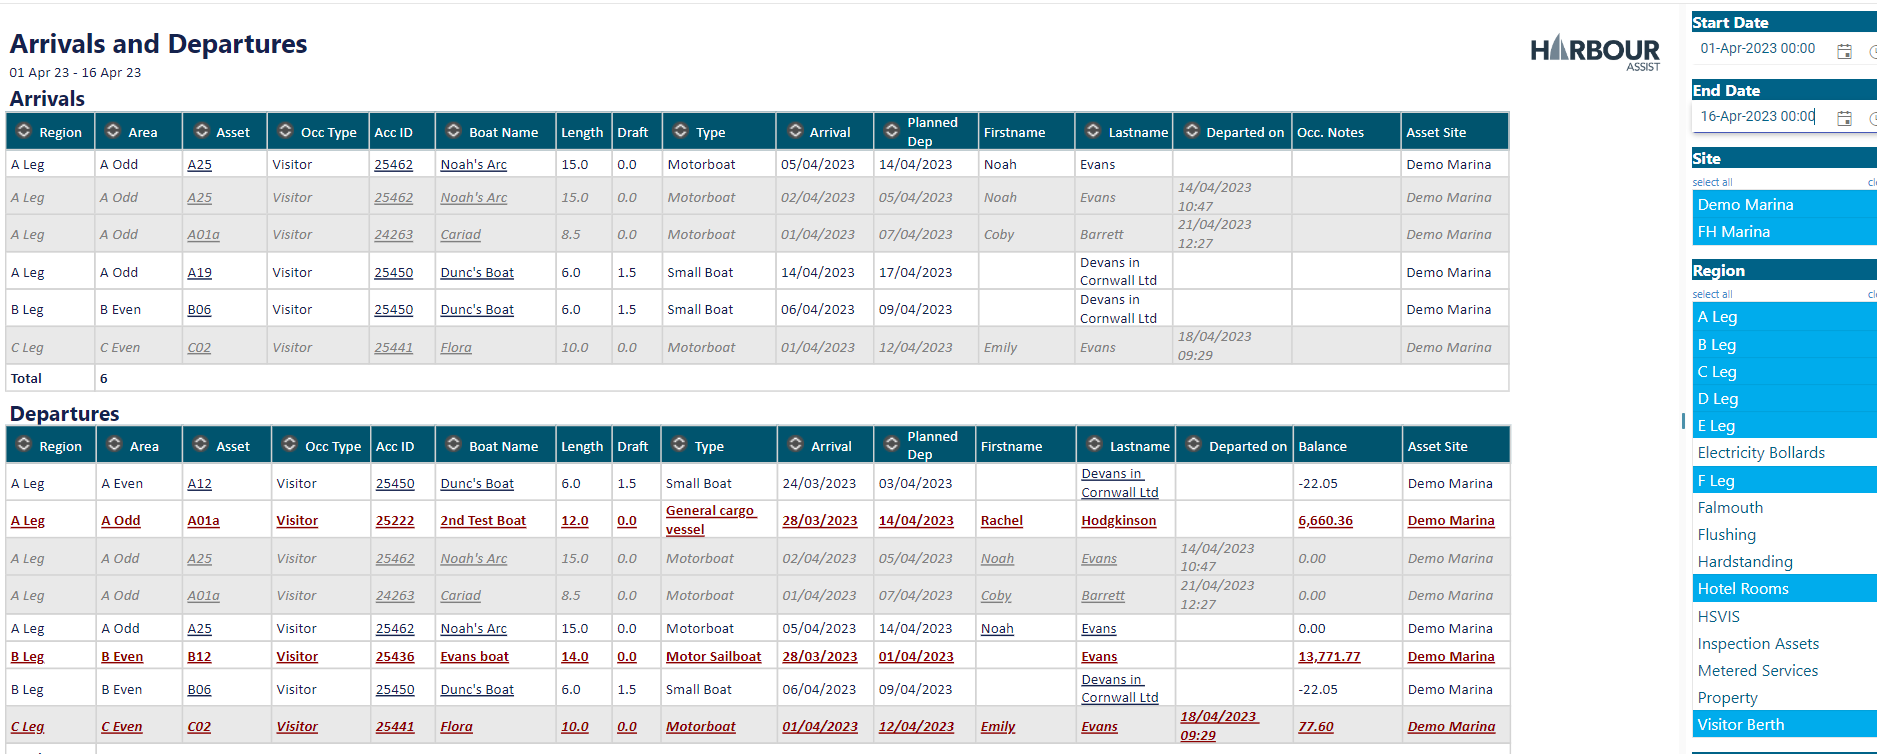 Arrivals and Departures
01 Apr 23 - 16 Apr 23
HARBOUR
ASSIST
Arrivals
Region Area Asset Occ Type Acc ID Boat Name Length Draft Type Arrival Planned Dep Firstname Lastname Departed on Occ. Notes Asset Site
A Leg A Odd A25 Visitor 25462 Noah's Arc 15.0 0.0 Motorboat 05/04/2023 14/04/2023 Noah Evans Demo Marina
A Leg A Odd A25 Visitor 25462 Noah's Arc 15.0 0.0 Motorboat 02/04/2023 05/04/2023 Noah Evans 14/04/2023 10:47 Demo Marina
A Leg A Odd A01a Visitor 24263 Cariad 8.5 0.0 Motorboat 01/04/2023 07/04/2023 Coby Barrett 21/04/2023 12:27 Demo Marina
A Leg A Odd A19 Visitor 25450 Dunc's Boat 6.0 1.5 Small Boat 14/04/2023 17/04/2023 Devans in Cornwall Ltd Demo Marina
B Leg B Even B06 Visitor 25450 Dunc's Boat 6.0 1.5 Small Boat 06/04/2023 09/04/2023 Devans in Cornwall Ltd Demo Marina
C Leg C Even C02 Visitor 25441 Flora 10.0 0.0 Motorboat 01/04/2023 12/04/2023 Emily Evans 18/04/2023 09:29 Demo Marina
Total 6
Departures
Region Area Asset Occ Type Acc ID Boat Name Length Draft Type Arrival Planned Dep Firstname Lastname Departed on Balance Asset Site
A Leg A Even A12 Visitor 25450 Dunc's Boat 6.0 1.5 Small Boat 24/03/2023 03/04/2023 Devans in Cornwall Ltd -22.05 Demo Marina
A Leg A Odd A01a Visitor 25222 2nd Test Boat 12.0 0.0 General cargo vessel 28/03/2023 14/04/2023 Rachel Hodgkinson 6,660.36 Demo Marina
A Leg A Odd A25 Visitor 25462 Noah's Arc 15.0 0.0 Motorboat 02/04/2023 05/04/2023 Noah Evans 14/04/2023 10:47 0.00 Demo Marina
A Leg A Odd A01a Visitor 24263 Cariad 8.5 0.0 Motorboat 01/04/2023 07/04/2023 Coby Barrett 21/04/2023 12:27 0.00 Demo Marina
A Leg A Odd A25 Visitor 25462 Noah's Arc 15.0 0.0 Motorboat 05/04/2023 14/04/2023 Noah Evans 0.00 Demo Marina
B Leg B Even B12 Visitor 25436 Evans boat 14.0 0.0 Motor Sailboat 28/03/2023 01/04/2023 Evans 13,771.77 Demo Marina
B Leg B Even B06 Visitor 25450 Dunc's Boat 6.0 1.5 Small Boat 06/04/2023 09/04/2023 Devans in Cornwall Ltd -22.05 Demo Marina
C Leg C Even C02 Visitor 25441 Flora 10.0 0.0 Motorboat 01/04/2023 12/04/2023 Emily Evans 18/04/2023 09:29 77.60 Demo Marina
Start Date
01-Apr-2023 00:00
End Date
16-Apr-2023 00:00
Site
select all
Demo Marina
FH Marina
Region
select all
A Leg
B Leg
C Leg
D Leg
E Leg
Electricity Bollards
F Leg
Falmouth
Flushing
Hardstanding
Hotel Rooms
HSVIS
Inspection Assets
Metered Services
Property
Visitor Berth